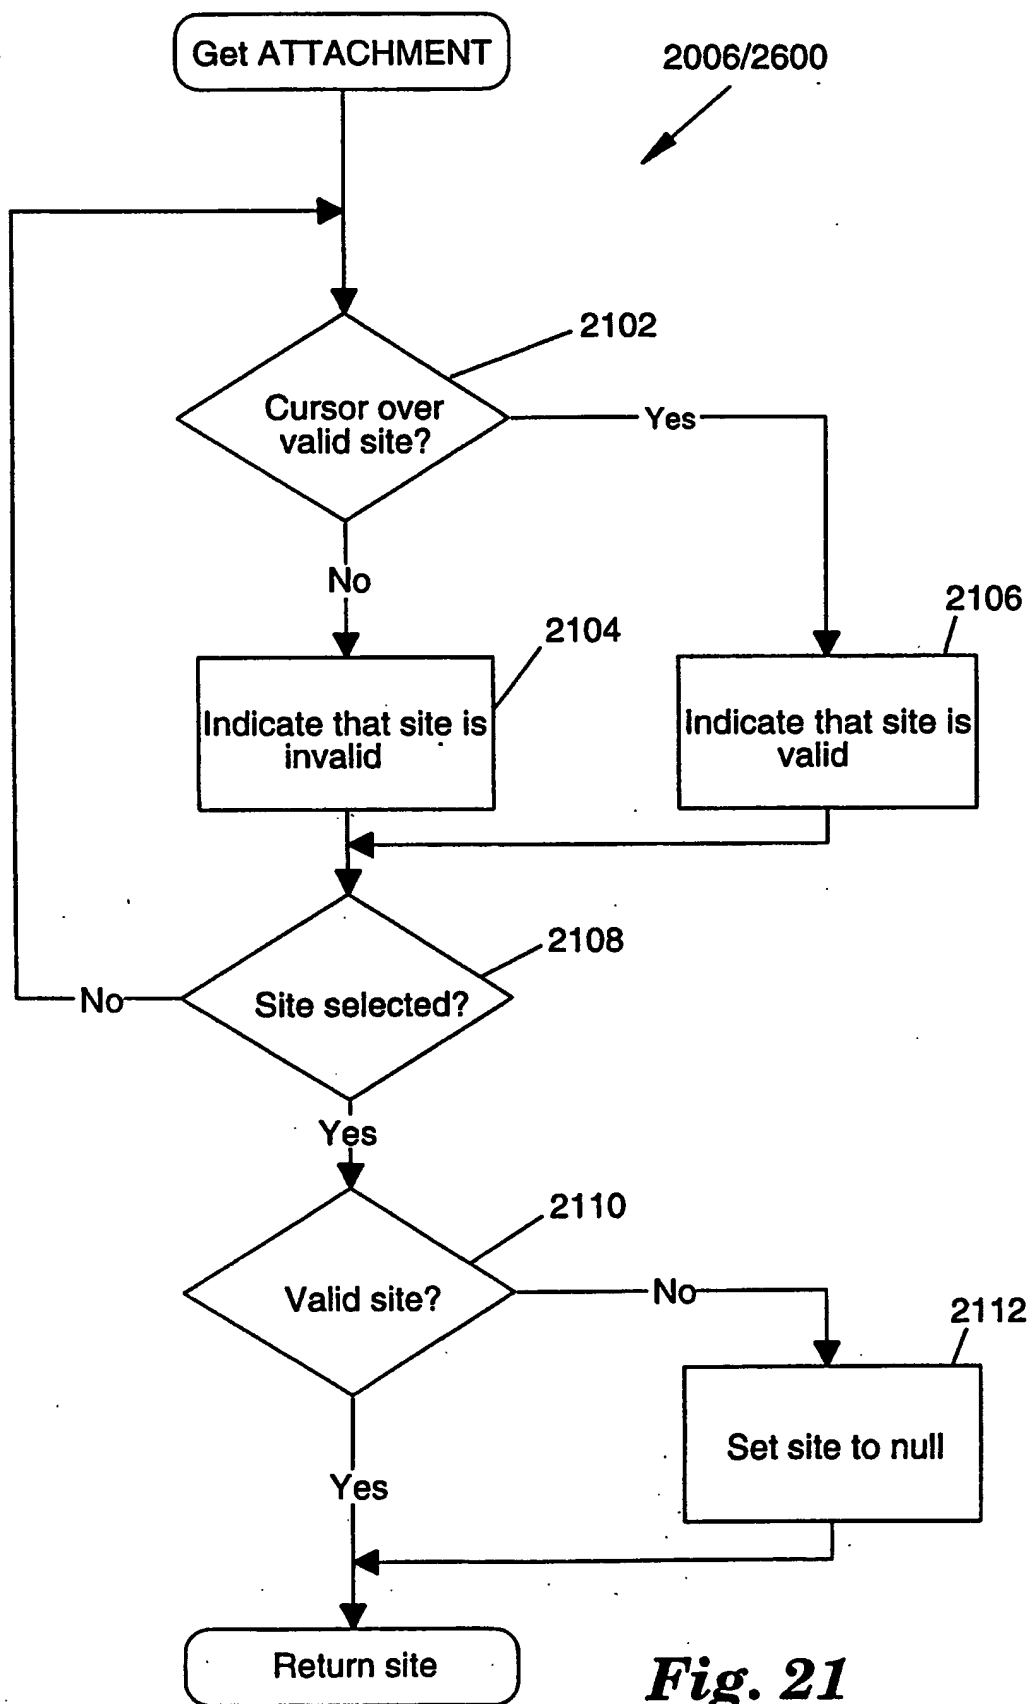 Get ATTACHMENT
2006/2600
2102
Cursor over
valid site?
Yes
No
2104
2106
Indicate that site is
invalid
Indicate that site is
valid
2108
Site selected?
No
Yes
2110
Valid site?
No
2112
Set site to null
Yes
Return site
Fig. 21